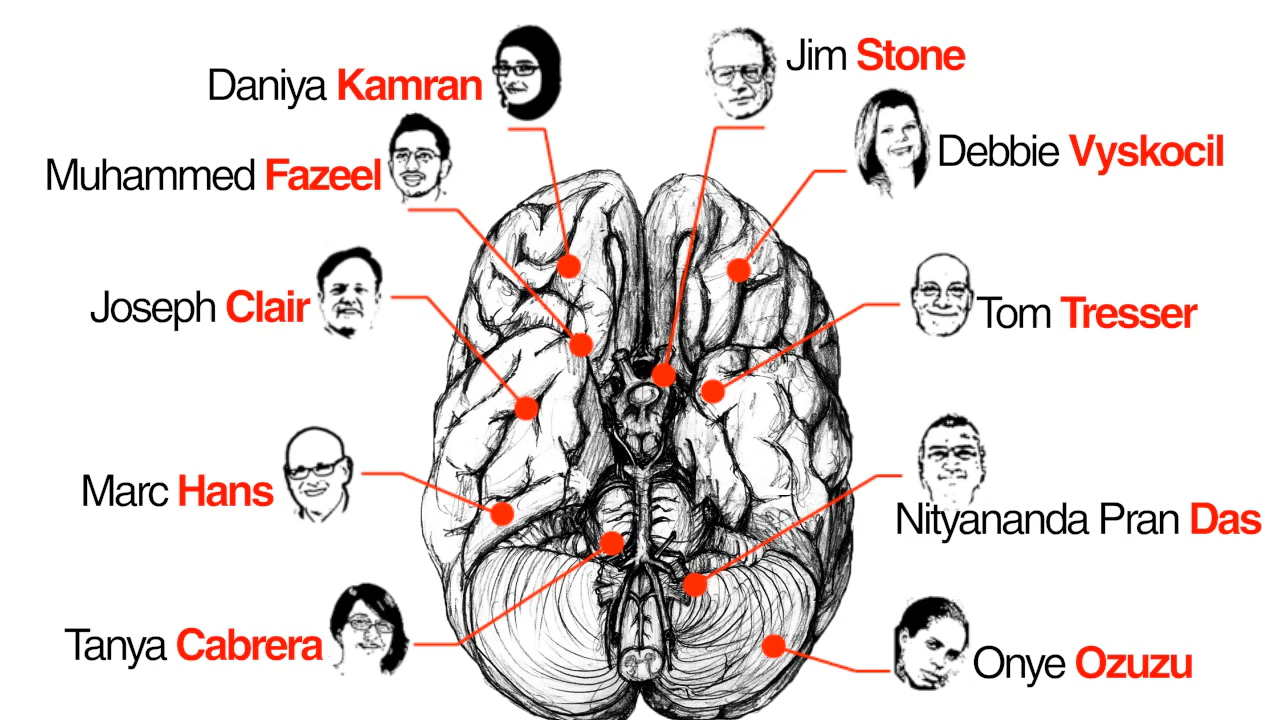 Daniya Kamran
Jim Stone
Muhammed Fazeel
Debbie Vyskocil
Joseph Clair
Tom Tresser
Marc Hans
Nityananda Pran Das
Tanya Cabrera
Onye Ozuzu